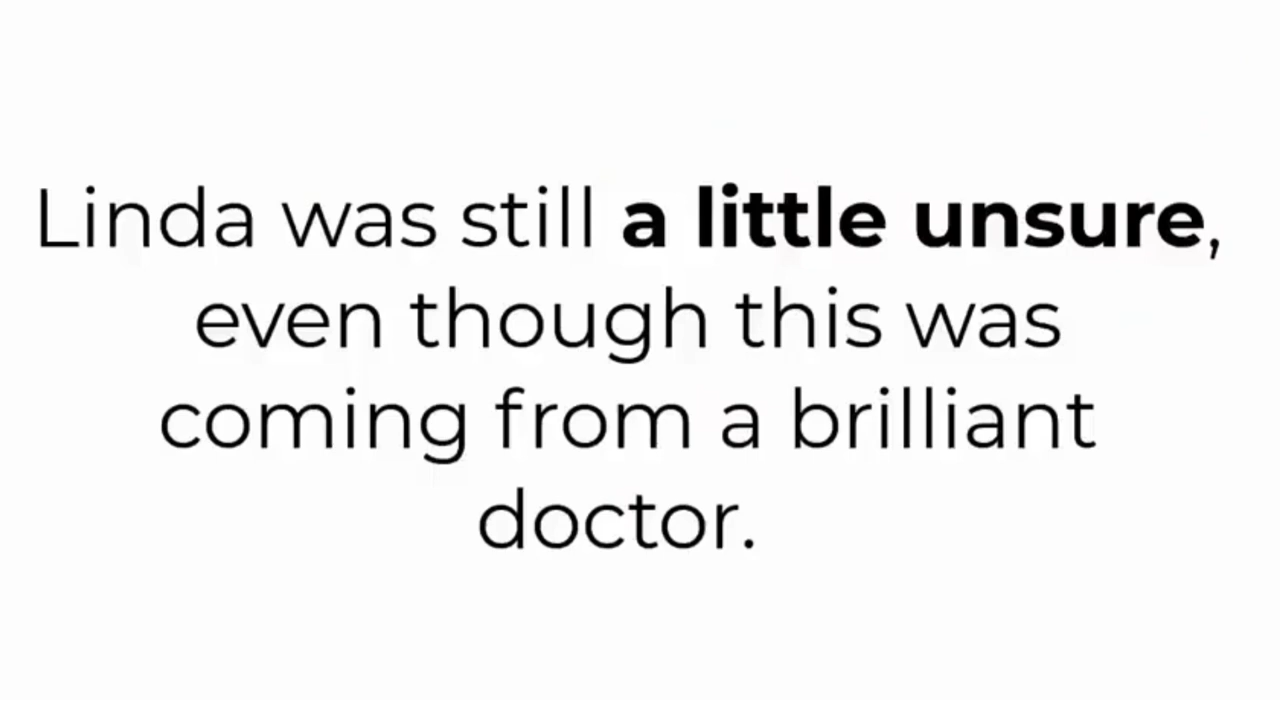 Linda was still a little unsure,
even though this was
coming from a brilliant
doctor.